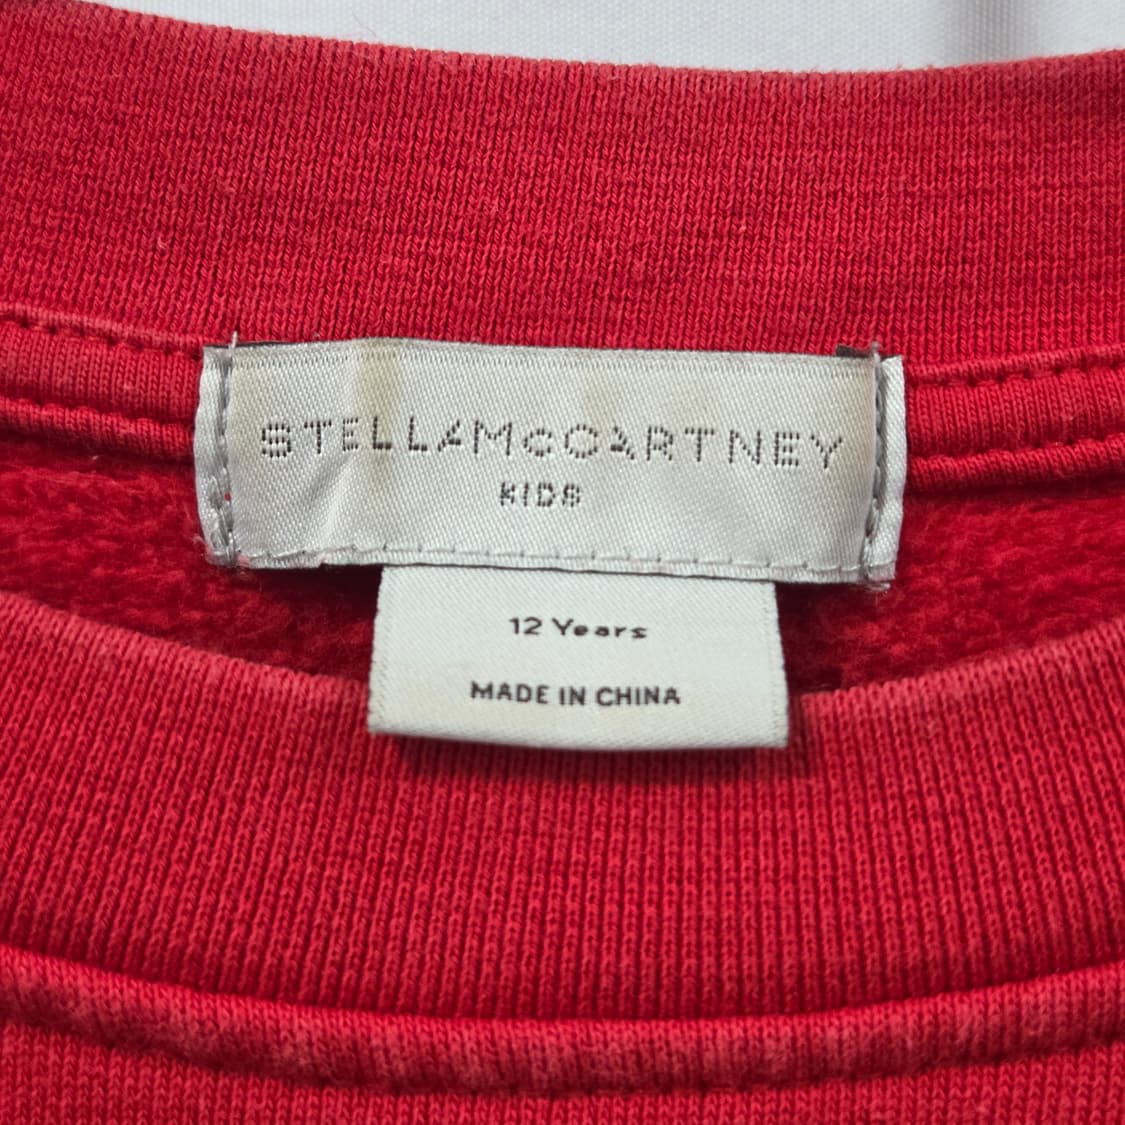 STELLAMcCARTNEY
KIDS
12 Years
MADE IN CHINA